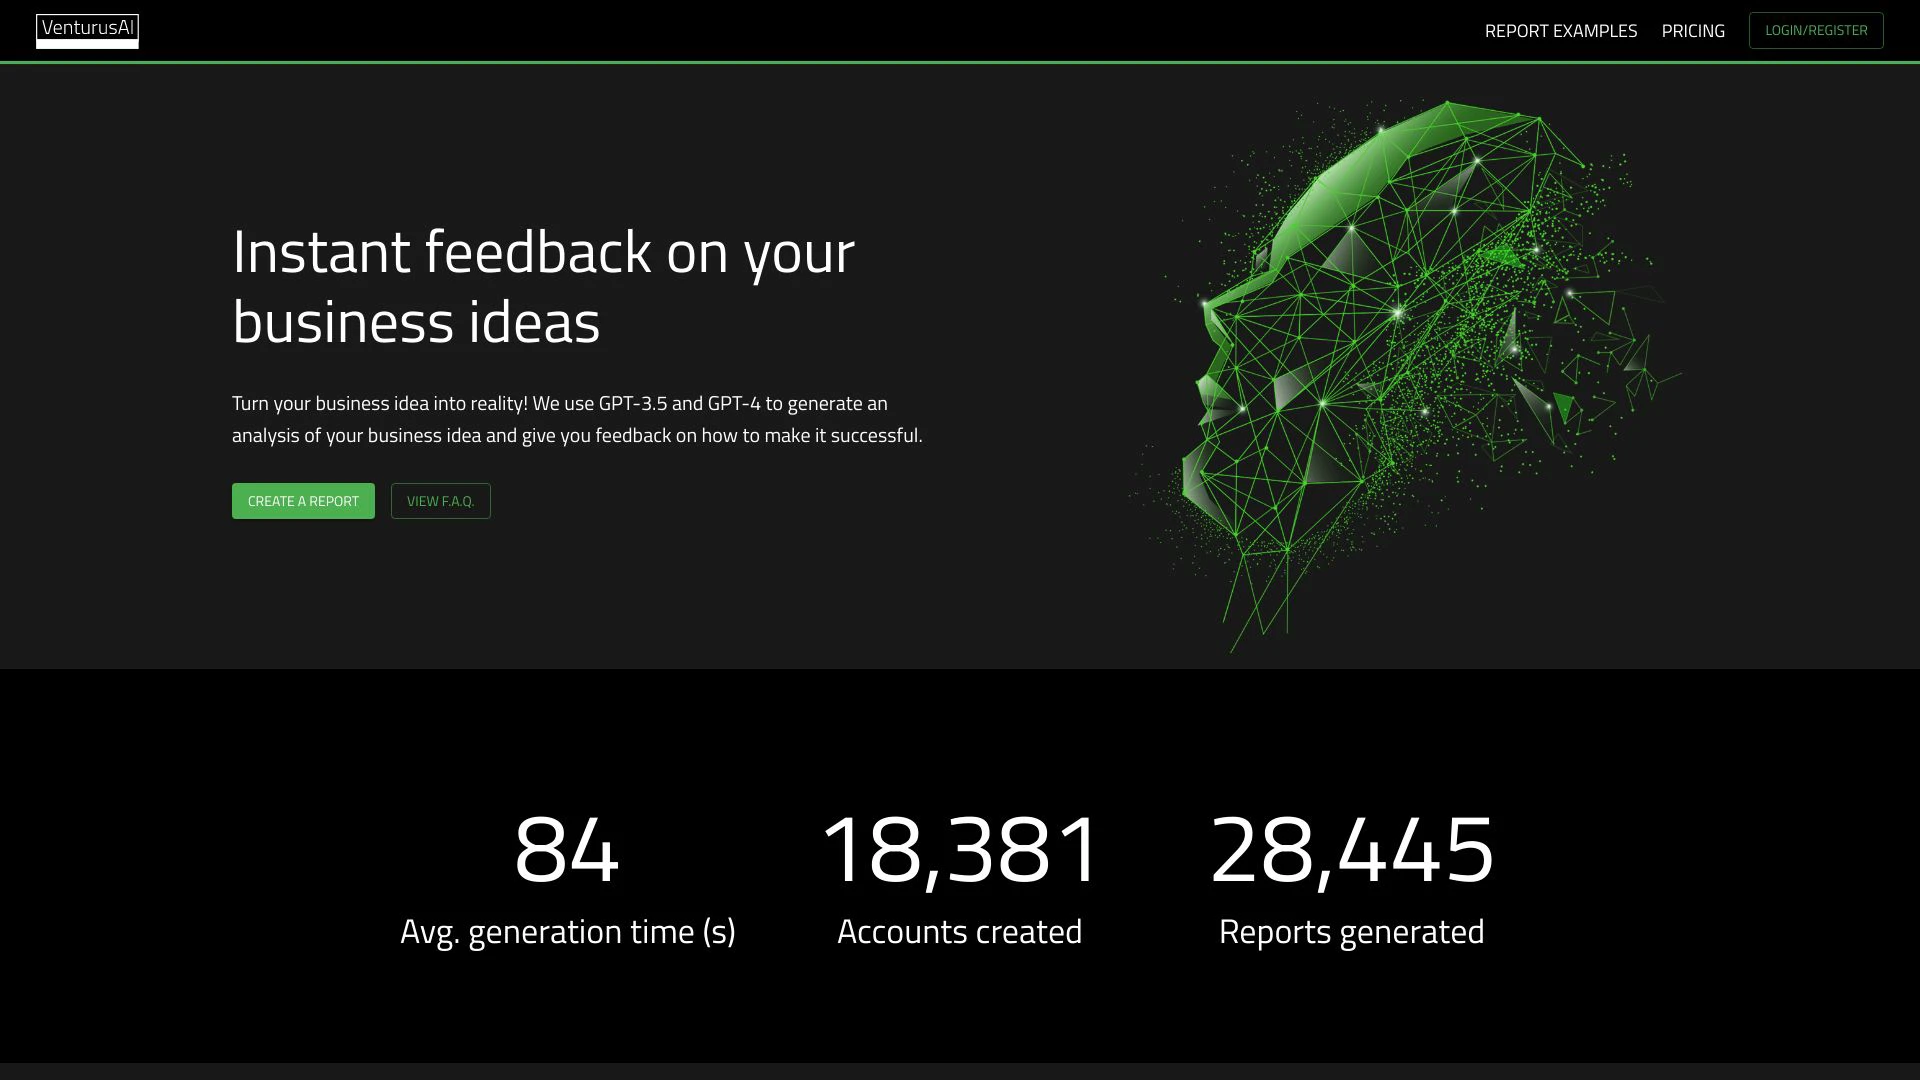 VenturusAI
REPORT EXAMPLES
PRICING
LOGIN/REGISTER
Instant feedback on your
business ideas
Turn your business idea into reality! We use GPT-3.5 and GPT-4 to generate an
analysis of your business idea and give you feedback on how to make it successful.
CREATE A REPORT
VIEW F.A.Q.
84
Avg. generation time (s)
18,381
Accounts created
28,445
Reports generated